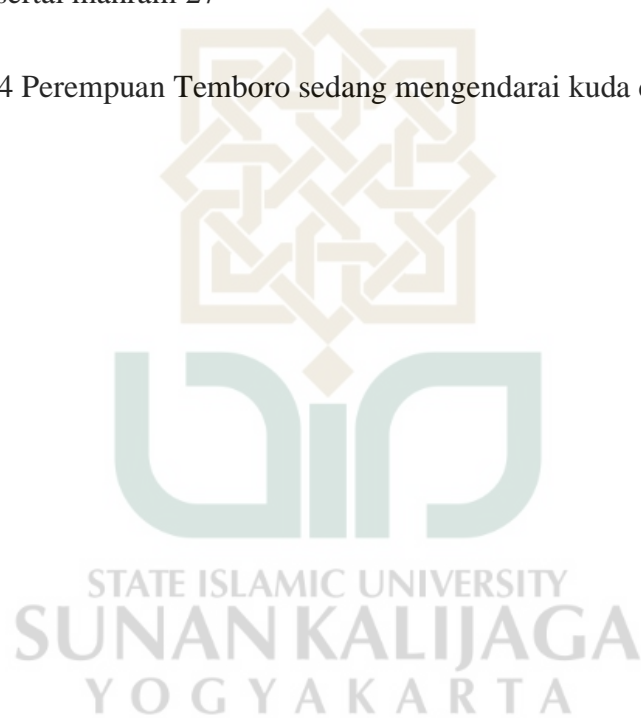 sertai mahram 27
4 Perempuan Temboro sedang mengendarai kuda
STATE ISLAMIC UNIVERSITY
SUNAN KALIJAGA
YOGYAKARTA